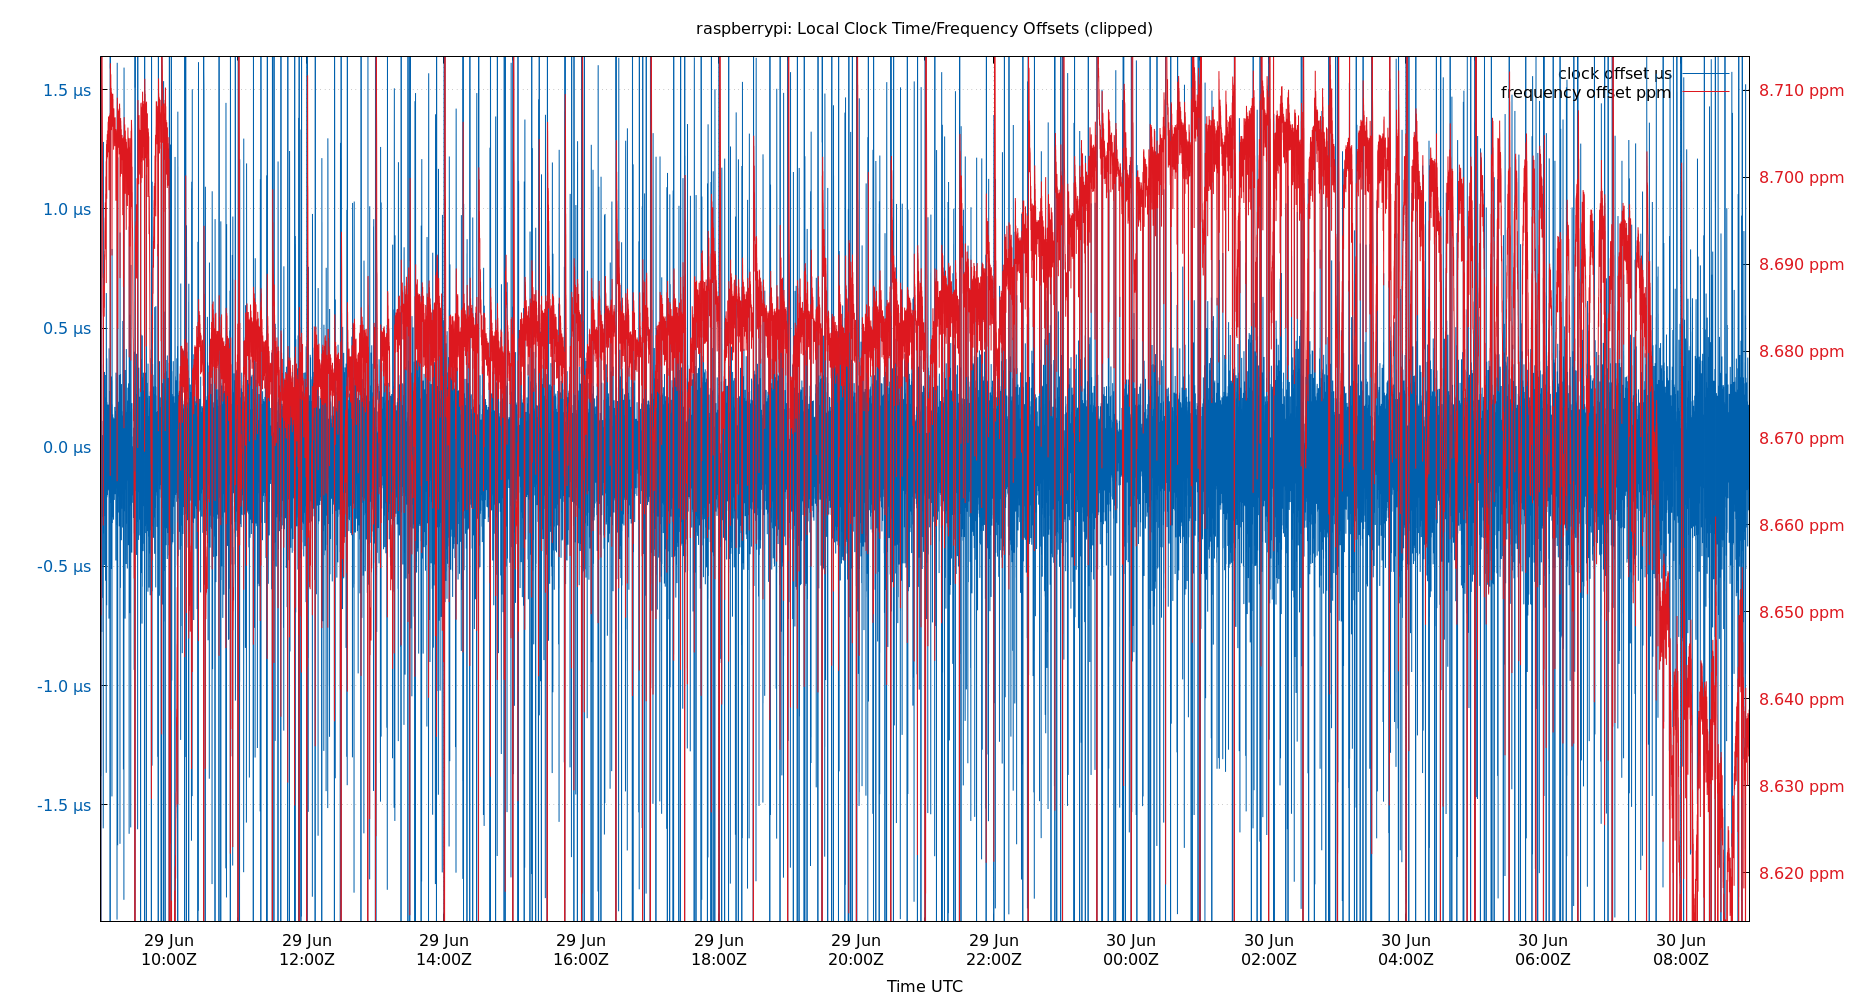 raspberrypi: Local Clock Time/Frequency Offsets (clipped)
clock offset µs
frequency offset ppm
1.5 µs
1.0 µs
0.5 µs
0.0 µs
-0.5 µs
-1.0 µs
-1.5 µs
8.710 ppm
8.700 ppm
8.690 ppm
8.680 ppm
8.670 ppm
8.660 ppm
8.650 ppm
8.640 ppm
8.630 ppm
8.620 ppm
29 Jun 29 Jun 29 Jun 29 Jun 29 Jun 29 Jun 29 Jun 30 Jun 30 Jun 30 Jun 30 Jun 30 Jun
10:00Z 12:00Z 14:00Z 16:00Z 18:00Z 20:00Z 22:00Z 00:00Z 02:00Z 04:00Z 06:00Z 08:00Z
Time UTC